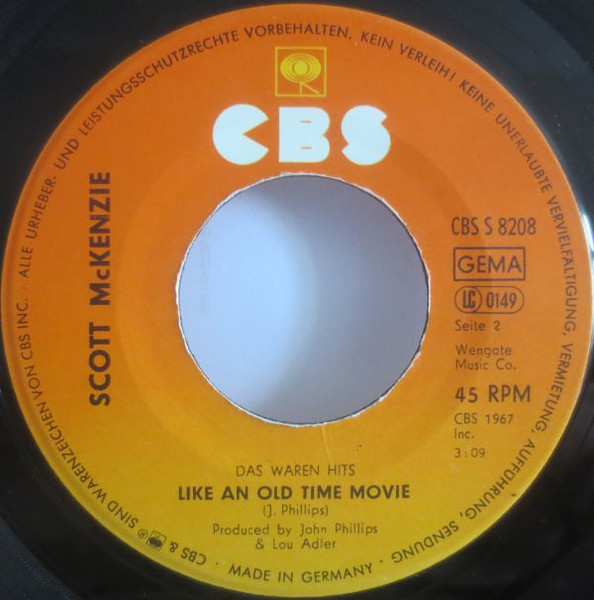 CBS
SCOTT McKENZIE
CBS S 8208
GEMA
LC 0149
Seite 2
Wengate
Music Co.
45 RPM
CBS 1967
Inc.
3:09
DAS WAREN HITS
LIKE AN OLD TIME MOVIE
(J. Phillips)
Produced by John Phillips
& Lou Adler
CBS & ® SIND WARENZEICHEN VON CBS INC. · ALLE URHEBER- UND LEISTUNGSSCHUTZRECHTE VORBEHALTEN. KEIN VERLEIH! KEINE UNERLAUBTE VERVIELFÄLTIGUNG, VERMIETUNG, AUFFÜHRUNG, SENDUNG
· MADE IN GERMANY ·